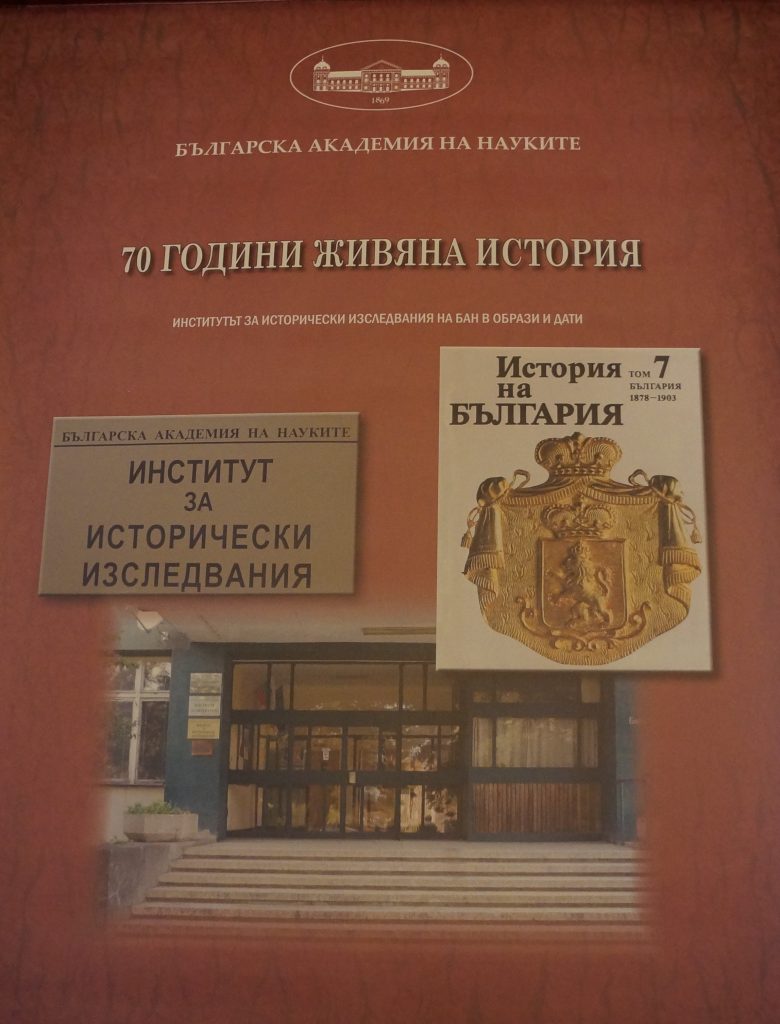 1869
БЪЛГАРСКА АКАДЕМИЯ НА НАУКИТЕ
70 ГОДИНИ ЖИВЯНА ИСТОРИЯ
ИНСТИТУТЪТ ЗА ИСТОРИЧЕСКИ ИЗСЛЕДВАНИЯ НА БАН В ОБРАЗИ И ДАТИ
БЪЛГАРСКА АКАДЕМИЯ НА НАУКИТЕ
ИНСТИТУТ
ЗА
ИСТОРИЧЕСКИ
ИЗСЛЕДВАНИЯ
История
на
БЪЛГАРИЯ
ТОМ 7
БЪЛГАРИЯ
1878–1903